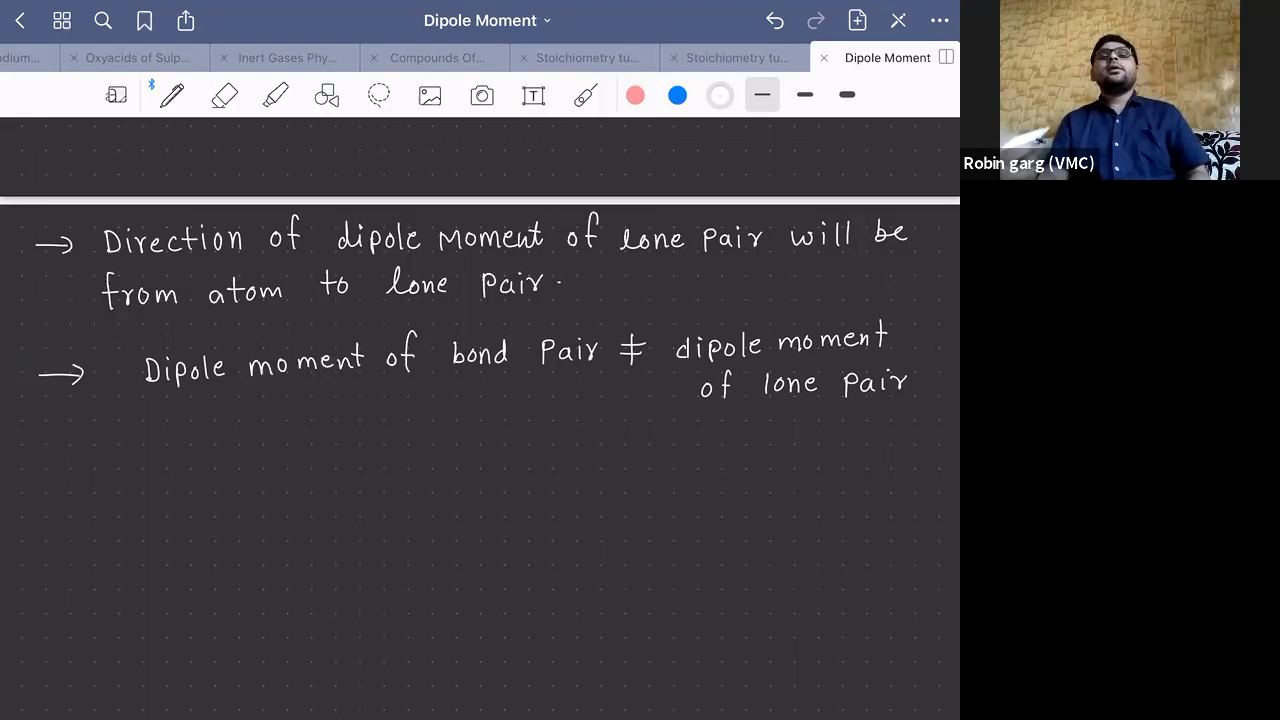 Dipole Moment
odium...
Oxyacids of Sulp...
Inert Gases Phy...
Compounds Of...
Stoichiometry tu...
Stoichiometry tu...
Dipole Moment
T
Robin garg (VMC)
→ Direction of dipole moment of lone pair will be
from atom to lone pair.
→ Dipole moment of bond pair ≠ dipole moment
of lone pair